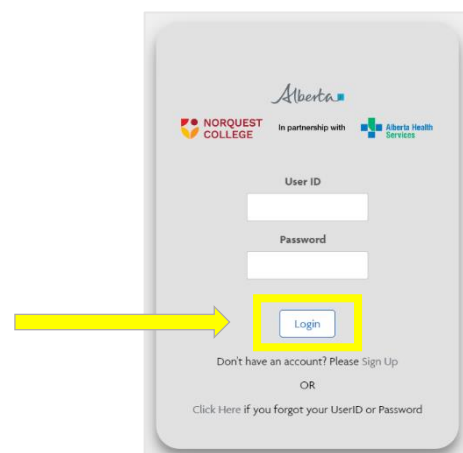 Alberta
NORQUEST
COLLEGE
In partnership with
Alberta Health
Services
User ID
Password
Login
Don't have an account? Please Sign Up
OR
Click Here if you forgot your UserID or Password